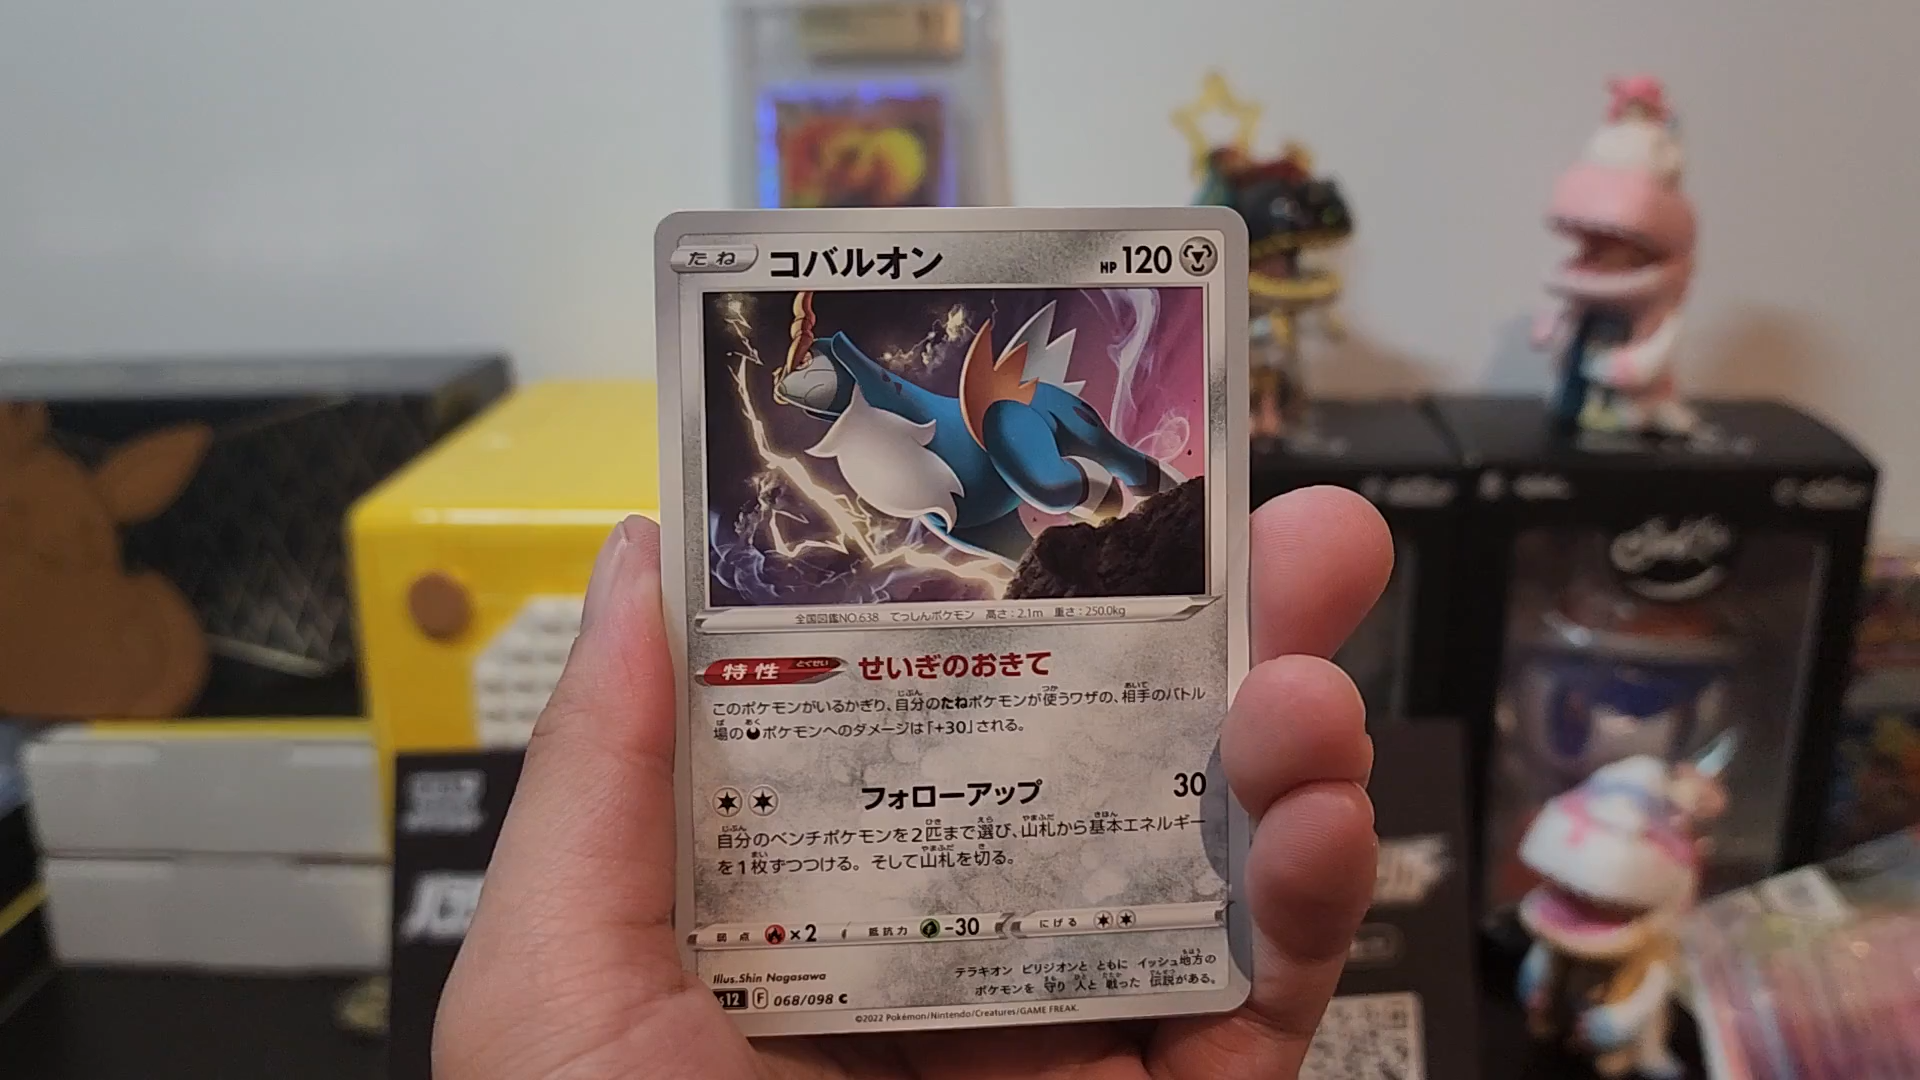 たね コバルオン HP 120
全国図鑑NO.638 てっしんポケモン 高さ:2.1m 重さ:250.0kg
特性 とくせい せいぎのおきて
このポケモンがいるかぎり、自分のたねポケモンが使うワザの、相手のバトル
場のポケモンへのダメージは「+30」される。
フォローアップ 30
自分のベンチポケモンを2匹まで選び、山札から基本エネルギー
を1枚ずつつける。そして山札を切る。
弱点 ×2 抵抗力 -30 にげる
Illus.Shin Nagasawa
テラキオン ビリジオンと ともに イッシュ地方の
ポケモンを 守り 人と 戦った 伝説がある。
s12 F 068/098 C
©2022 Pokémon/Nintendo/Creatures/GAME FREAK.